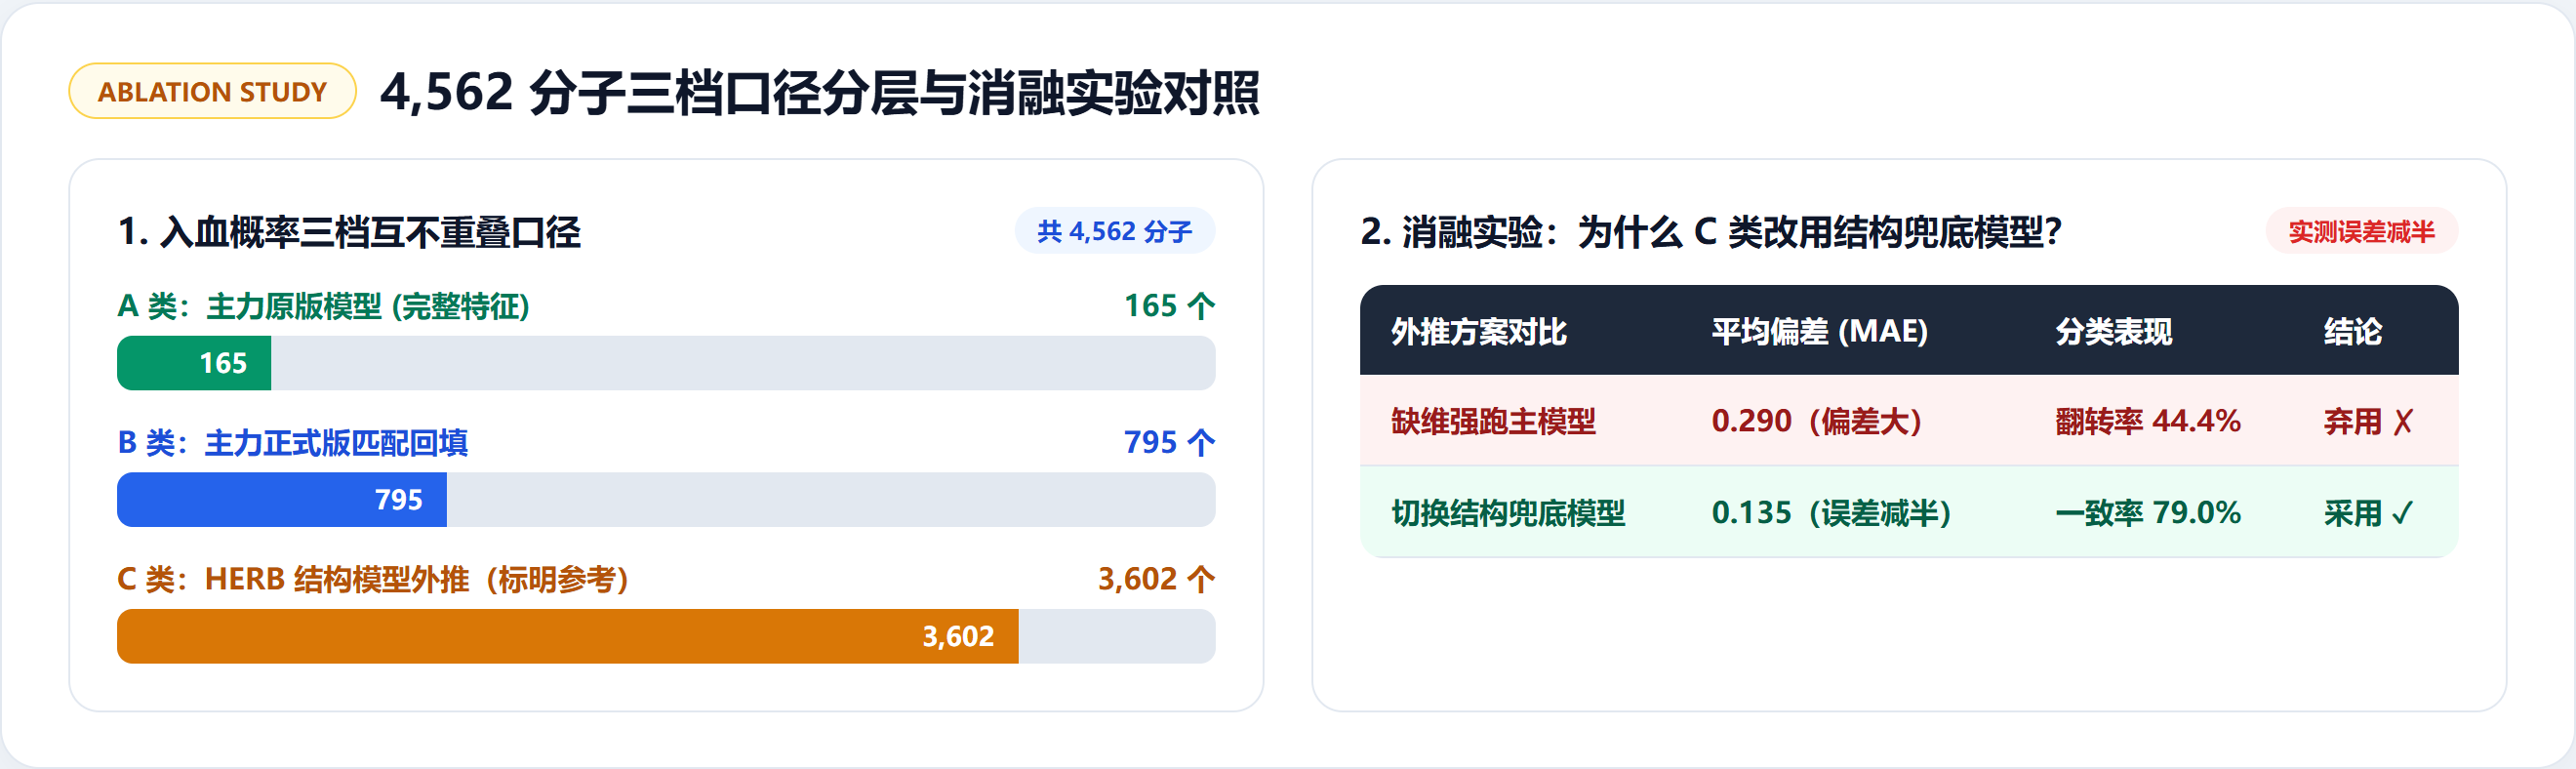 ABLATION STUDY 4,562 分子三档口径分层与消融实验对照
1. 入血概率三档互不重叠口径 共 4,562 分子
A 类：主力原版模型 (完整特征) 165 个
165
B 类：主力正式版匹配回填 795 个
795
C 类：HERB 结构模型外推（标明参考） 3,602 个
3,602
2. 消融实验：为什么 C 类改用结构兜底模型？ 实测误差减半
外推方案对比 平均偏差 (MAE) 分类表现 结论
缺维强跑主模型 0.290（偏差大） 翻转率 44.4% 弃用 ✗
切换结构兜底模型 0.135（误差减半） 一致率 79.0% 采用 ✓